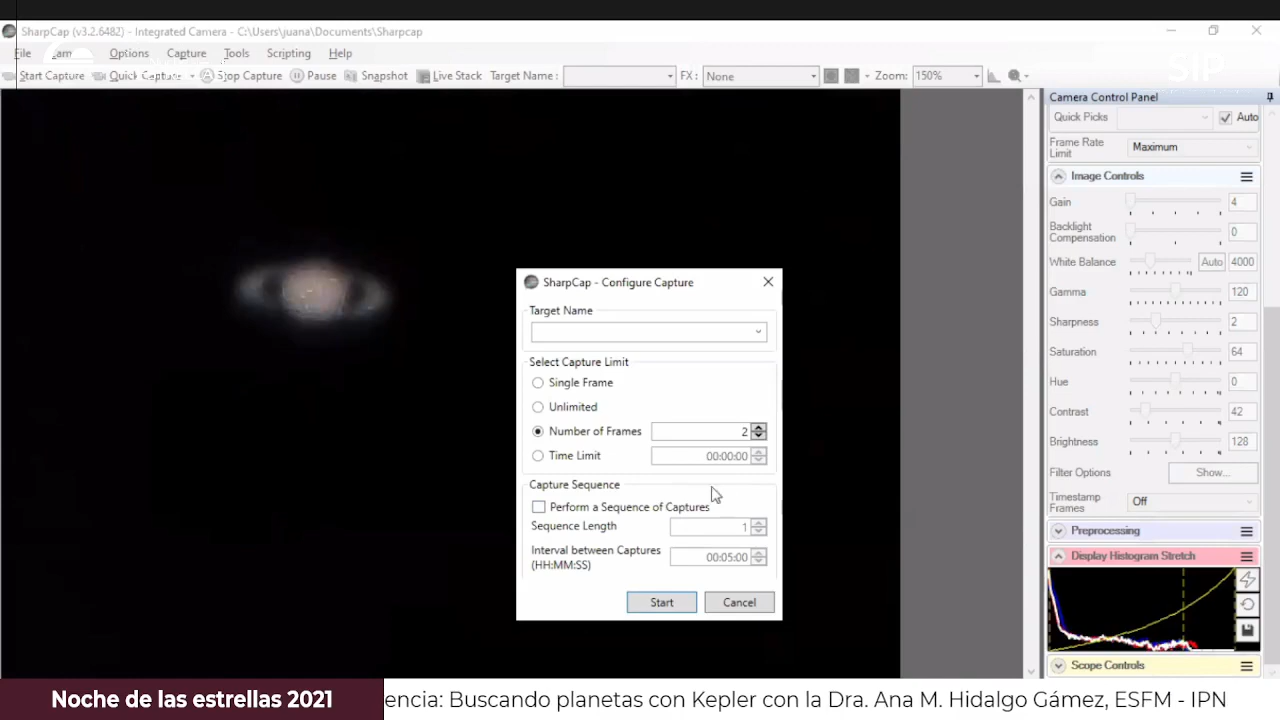 SharpCap (v3.2.6482) - Integrated Camera - C:\Users\juana\Documents\Sharpcap
File Options Capture Tools Scripting Help
SIP
Start Capture Quick Capture Stop Capture Pause Snapshot Live Stack Target Name : FX : None Zoom: 150%
Camera Control Panel
Quick Picks Auto
Frame Rate Limit Maximum
Image Controls
Gain 4
Backlight Compensation 0
White Balance Auto 4000
Gamma 120
Sharpness 2
Saturation 64
Hue 0
Contrast 42
Brightness 128
Filter Options Show...
Timestamp Frames Off
Preprocessing
Display Histogram Stretch
Scope Controls
SharpCap - Configure Capture
Target Name
Select Capture Limit
Single Frame
Unlimited
Number of Frames 2
Time Limit 00:00:00
Capture Sequence
Perform a Sequence of Captures
Sequence Length 1
Interval between Captures 00:05:00
(HH:MM:SS)
Start Cancel
Noche de las estrellas 2021 encia: Buscando planetas con Kepler con la Dra. Ana M. Hidalgo Gámez, ESFM - IPN